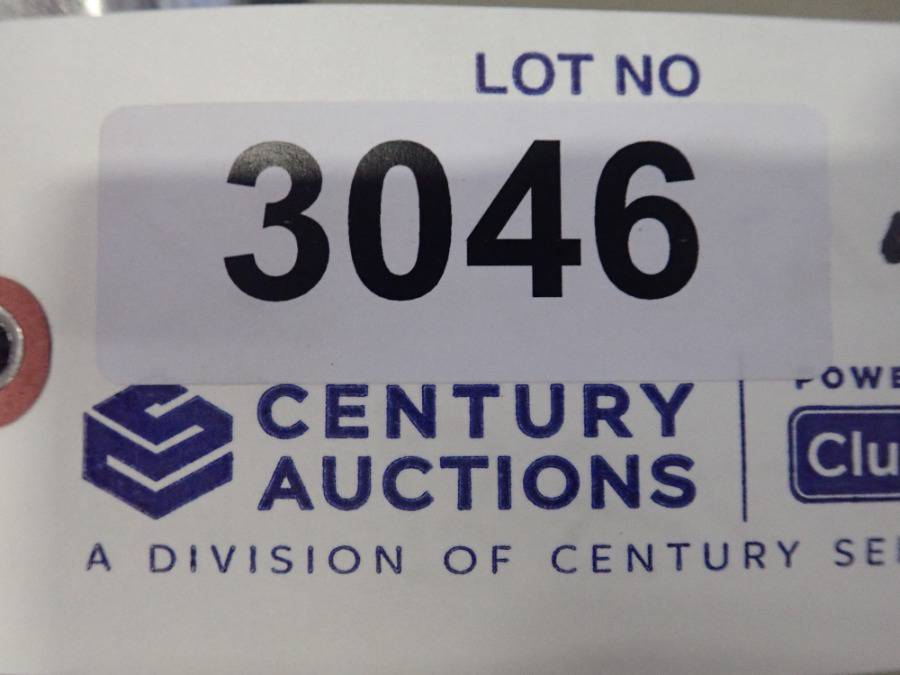 LOT NO
3046
CENTURY
AUCTIONS
A DIVISION OF CENTURY